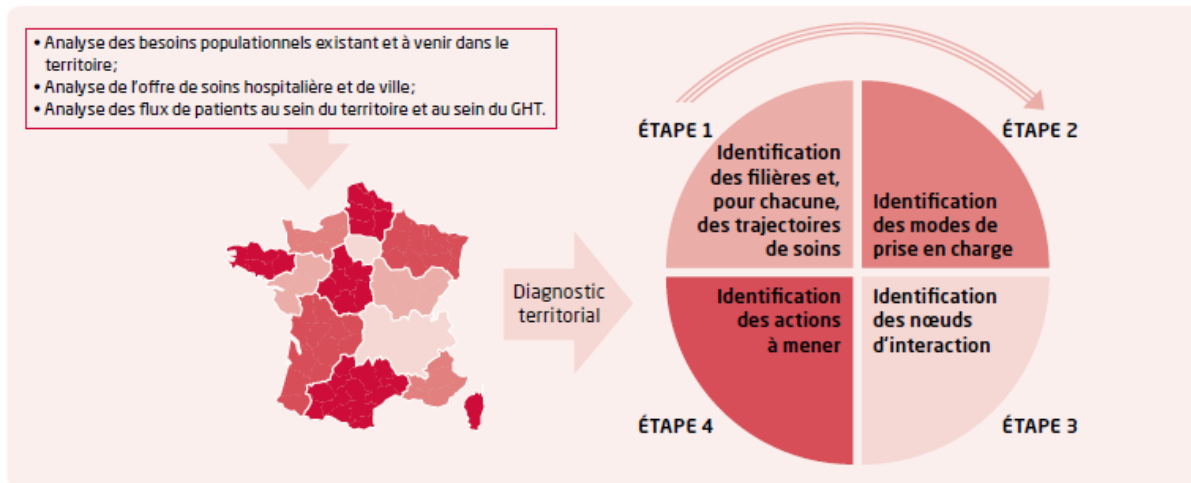 • Analyse des besoins populationnels existant et à venir dans le
territoire;
• Analyse de l'offre de soins hospitalière et de ville;
• Analyse des flux de patients au sein du territoire et au sein du GHT.
Diagnostic
territorial
ÉTAPE 1
Identification
des filières et,
pour chacune,
des trajectoires
de soins
ÉTAPE 2
Identification
des modes de
prise en charge
Identification
des nœuds
d'interaction
ÉTAPE 3
Identification
des actions
à mener
ÉTAPE 4